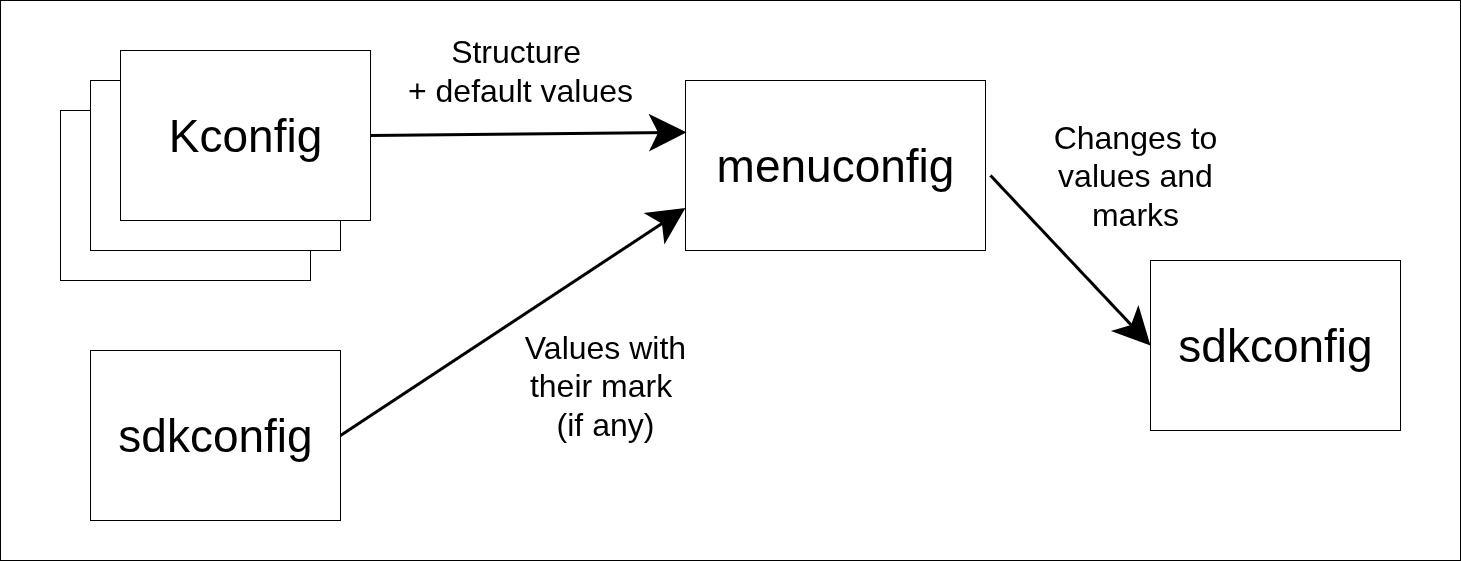 Structure
+ default values
Kconfig
menuconfig
Changes to
values and
marks
Values with
their mark
(if any)
sdkconfig
sdkconfig